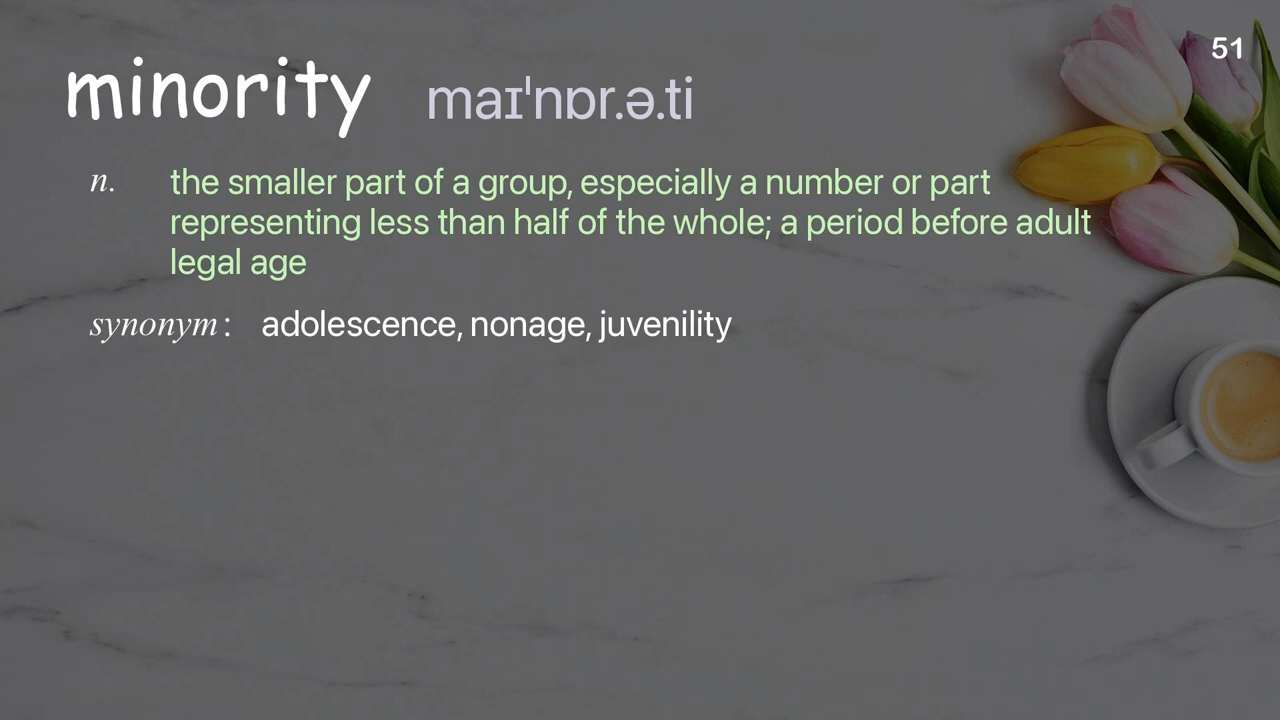 51
minority maɪˈnɒr.ə.ti
n. the smaller part of a group, especially a number or part
representing less than half of the whole; a period before adult
legal age
synonym: adolescence, nonage, juvenility